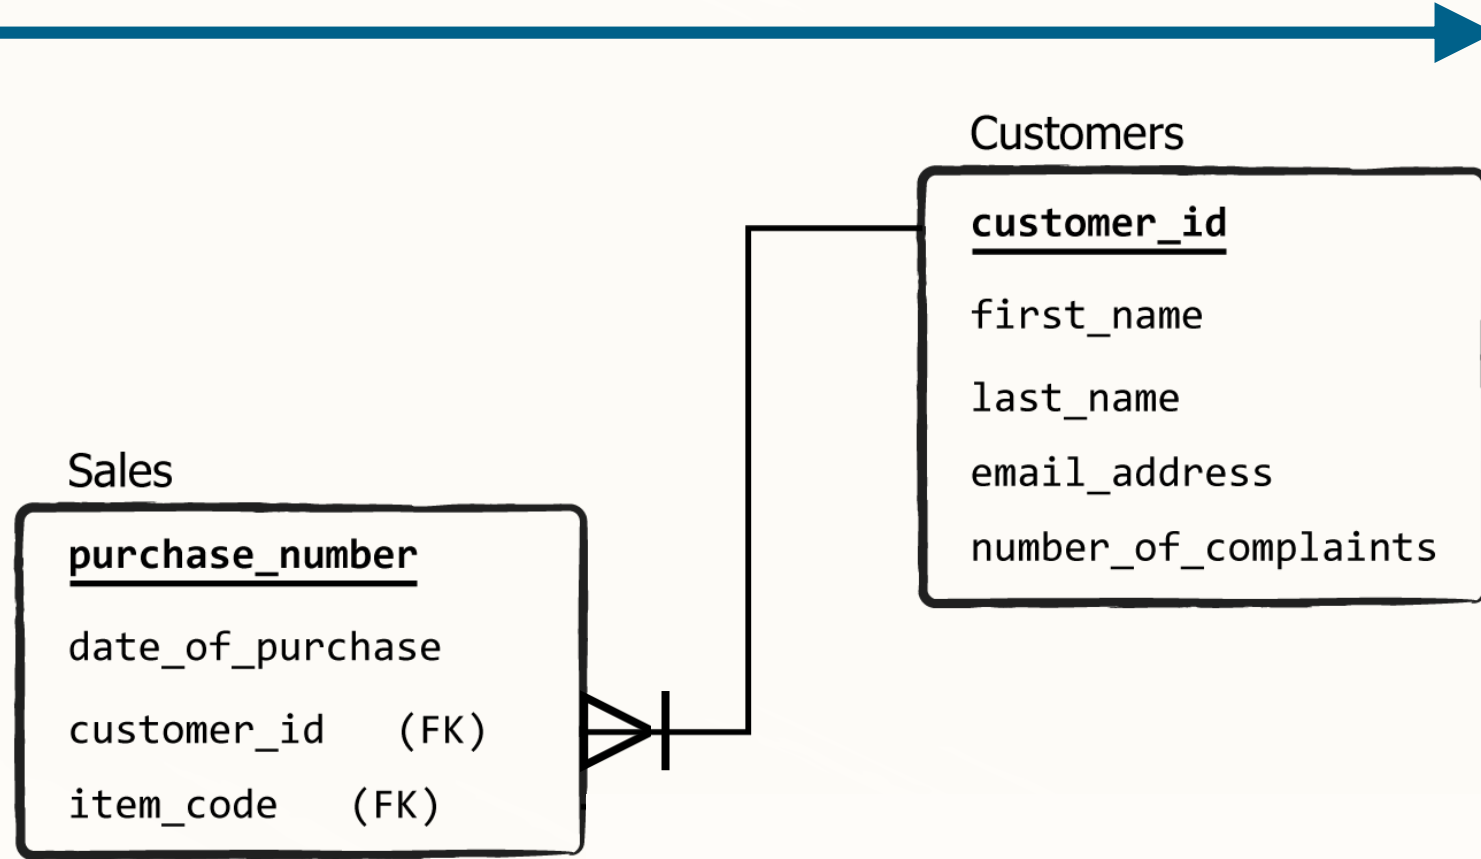 Customers
customer_id
first_name
last_name
email_address
number_of_complaints
Sales
purchase_number
date_of_purchase
customer_id (FK)
item_code (FK)